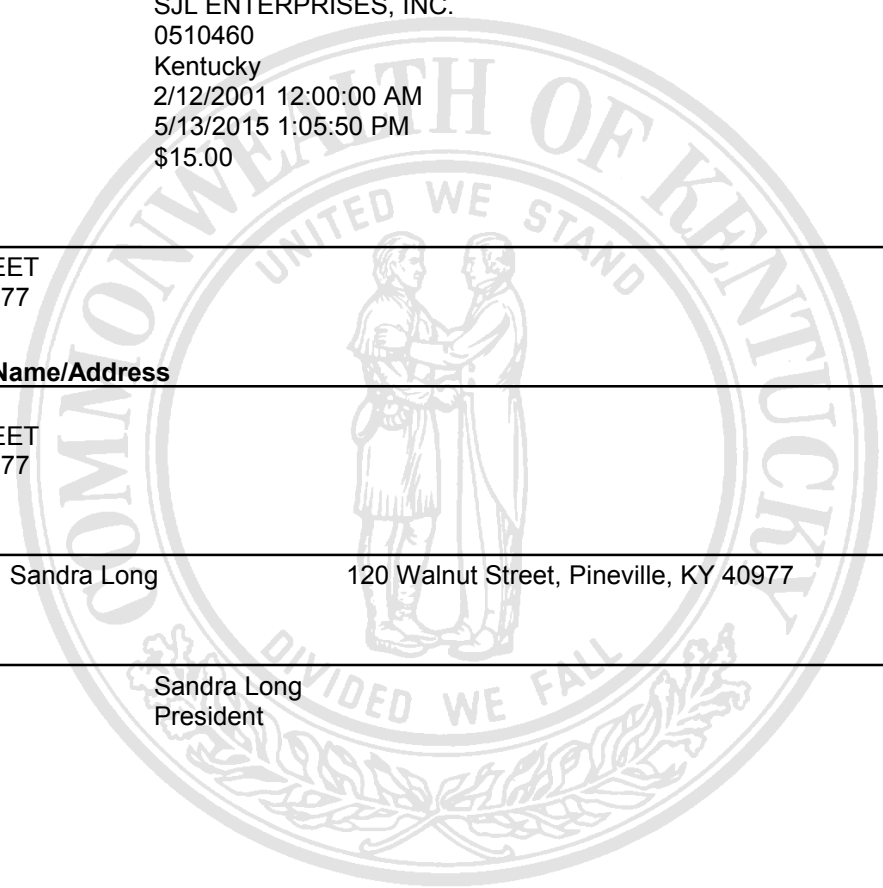 SJL ENTERPRISES, INC.
0510460
Kentucky
2/12/2001 12:00:00 AM
5/13/2015 1:05:50 PM
$15.00
COMMONWEALTH OF KENTUCKY
UNITED WE STAND
EET
77
Name/Address
EET
77
Sandra Long 120 Walnut Street, Pineville, KY 40977
DIVIDED WE FALL
Sandra Long
President